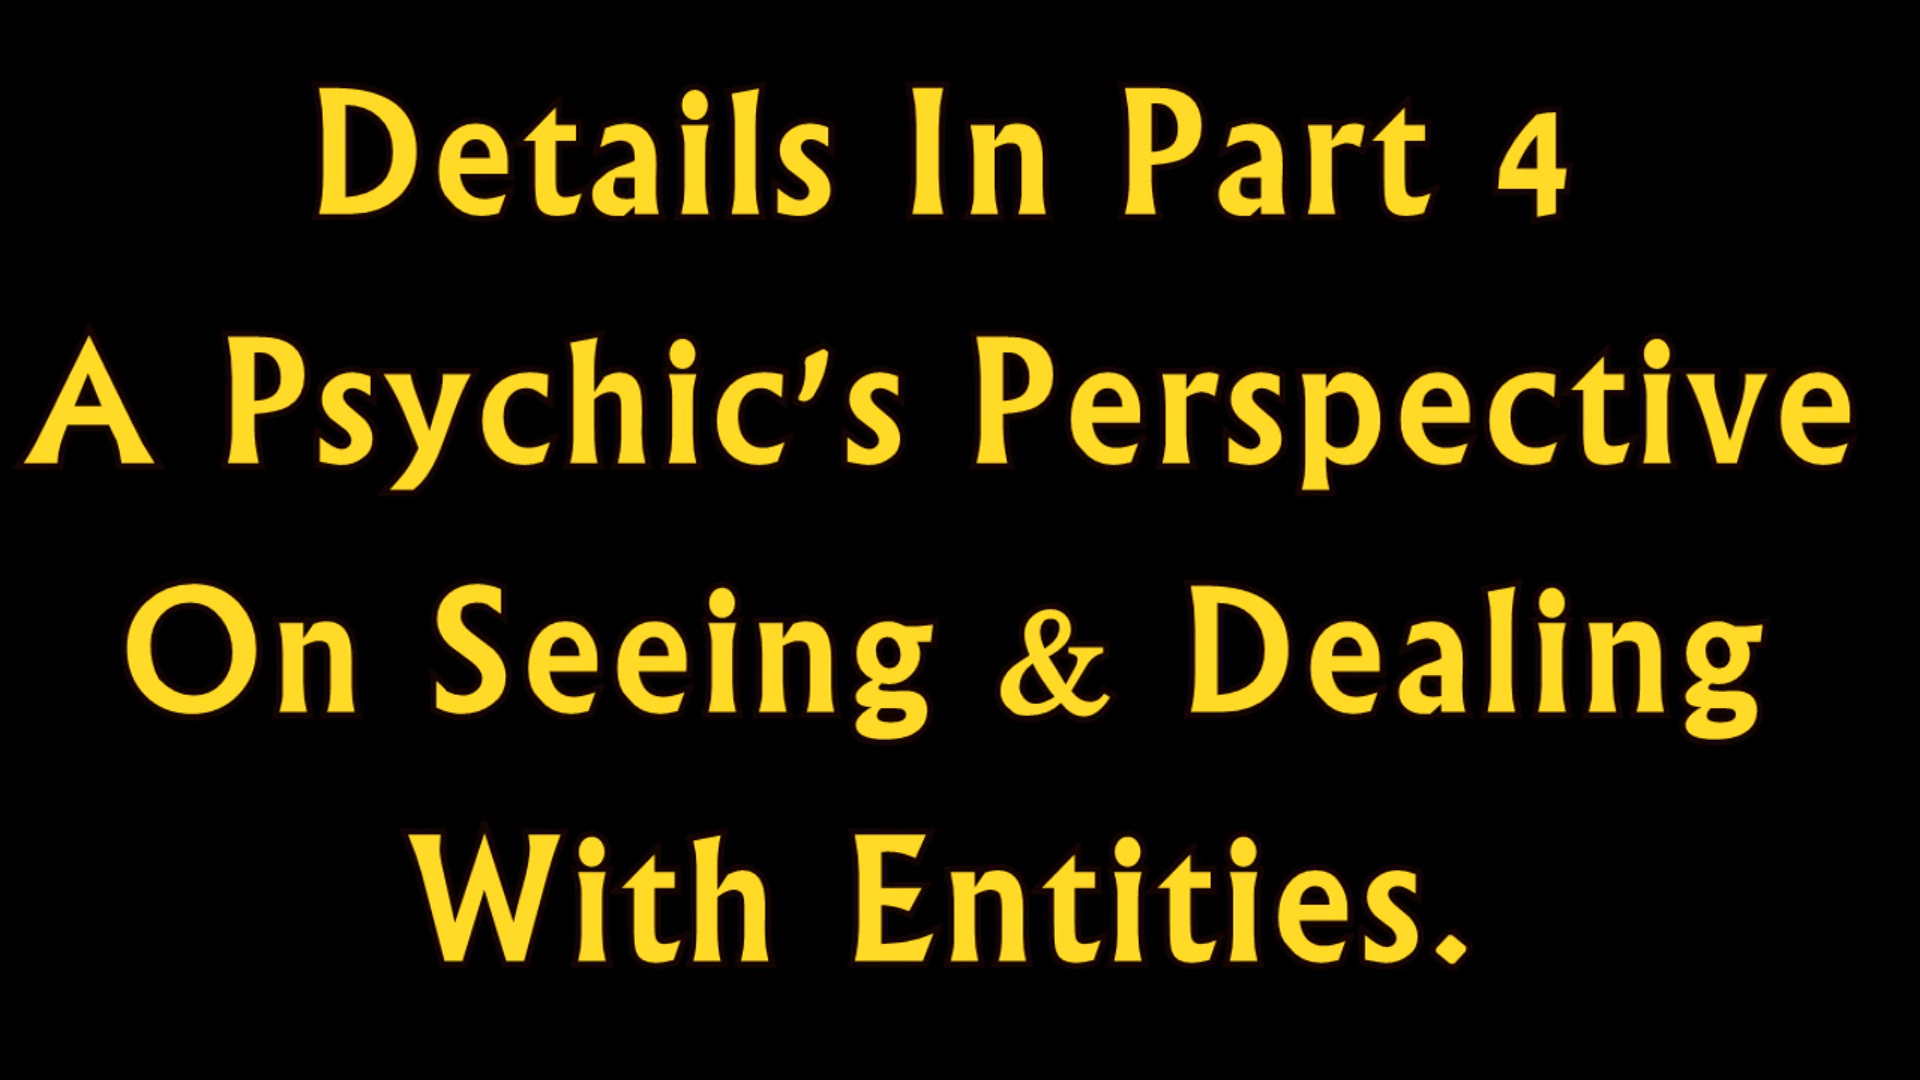 Details In Part 4
A Psychic’s Perspective
On Seeing & Dealing
With Entities.